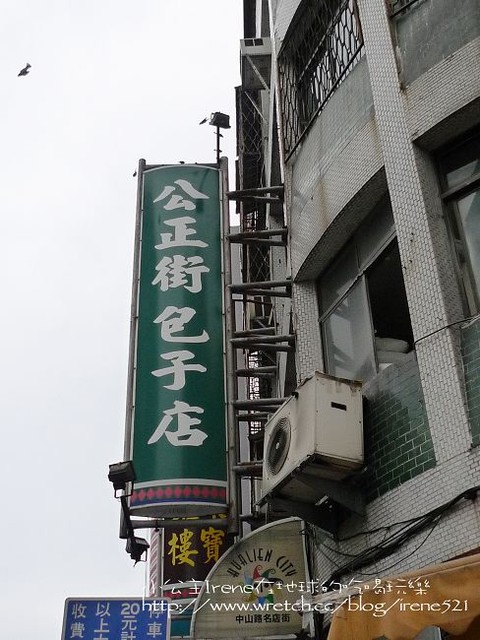 公正街包子店
寶
樓
HUALIEN CITY
中山路名店街
停車
20元計
以上
收費
公主Irene在地球的吃喝玩樂
http://www.wretch.cc/blog/irene521